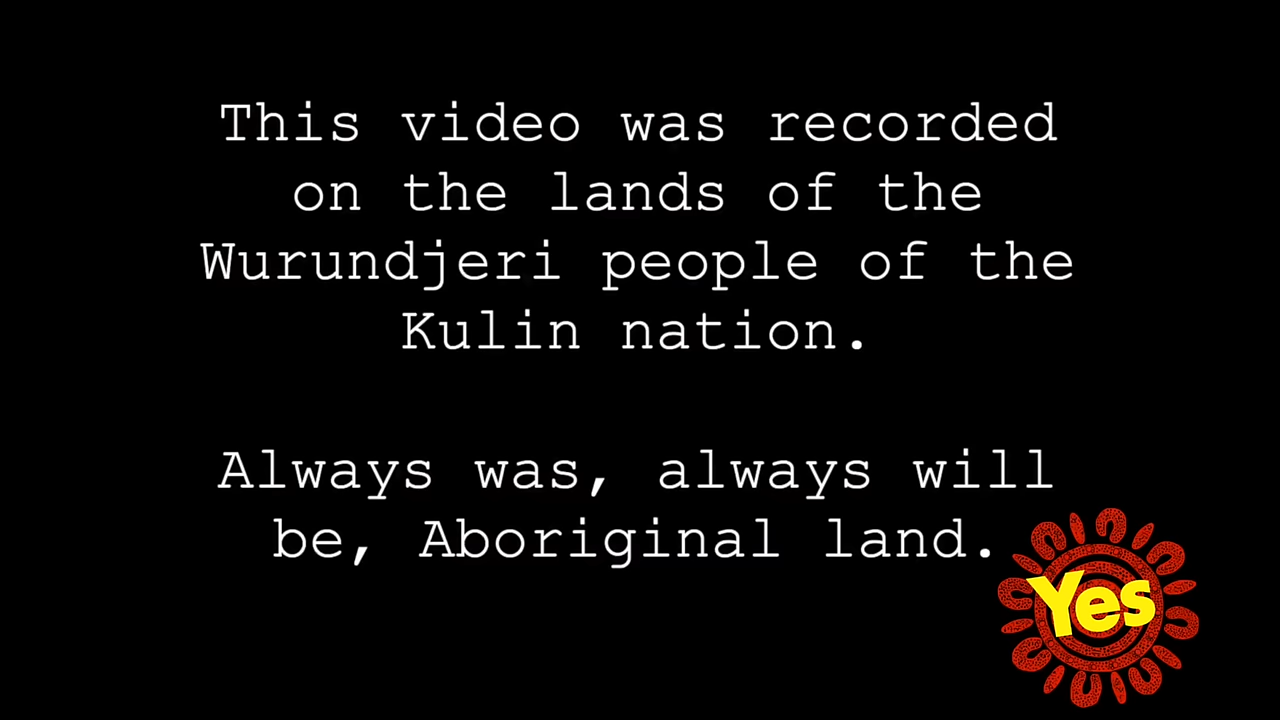 This video was recorded
on the lands of the
Wurundjeri people of the
Kulin nation.
Always was, always will
be, Aboriginal land.
Yes